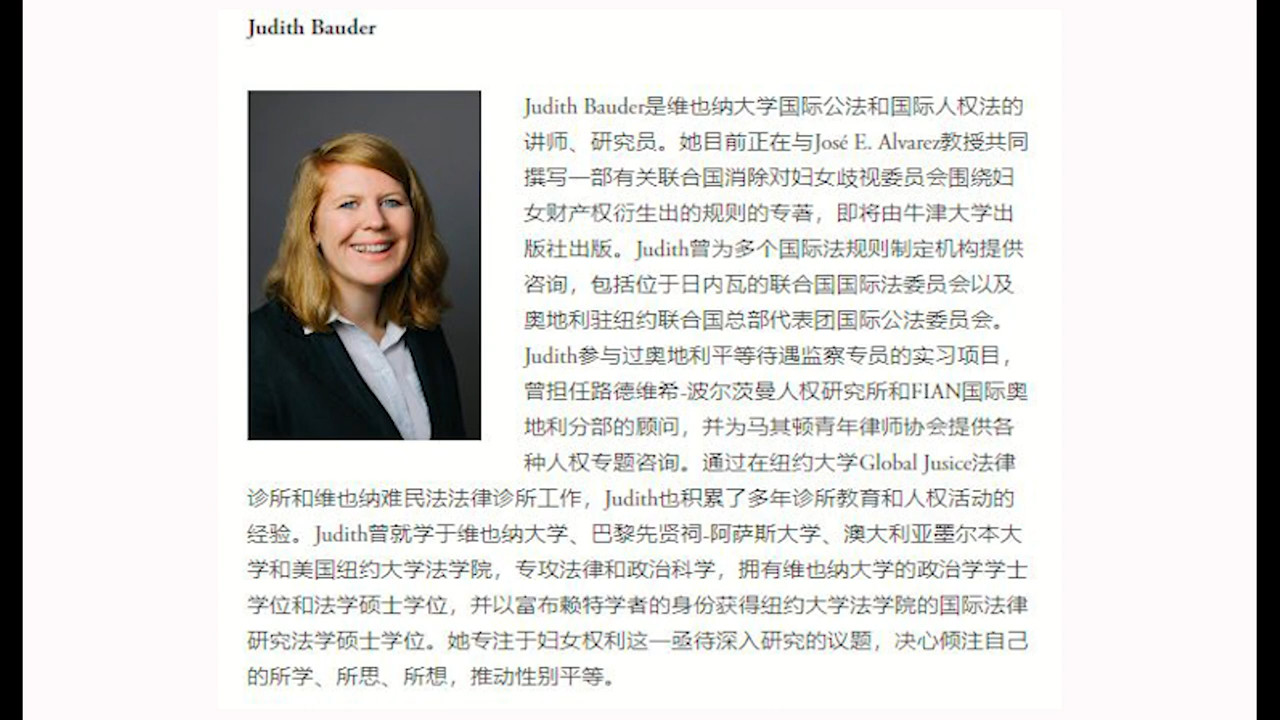 Judith Bauder
Judith Bauder是维也纳大学国际公法和国际人权法的
讲师、研究员。她目前正在与José E. Alvarez教授共同
撰写一部有关联合国消除对妇女歧视委员会围绕妇
女财产权衍生出的规则的专著，即将由牛津大学出
版社出版。Judith曾为多个国际法规则制定机构提供
咨询，包括位于日内瓦的联合国国际法委员会以及
奥地利驻纽约联合国总部代表团国际公法委员会。
Judith参与过奥地利平等待遇监察专员的实习项目，
曾担任路德维希-波尔茨曼人权研究所和FIAN国际奥
地利分部的顾问，并为马其顿青年律师协会提供各
种人权专题咨询。通过在纽约大学Global Jusice法律
诊所和维也纳难民法法律诊所工作，Judith也积累了多年诊所教育和人权活动的
经验。Judith曾就学于维也纳大学、巴黎先贤祠-阿萨斯大学、澳大利亚墨尔本大
学和美国纽约大学法学院，专攻法律和政治科学，拥有维也纳大学的政治学学士
学位和法学硕士学位，并以富布赖特学者的身份获得纽约大学法学院的国际法律
研究法学硕士学位。她专注于妇女权利这一亟待深入研究的议题，决心倾注自己
的所学、所思、所想，推动性别平等。